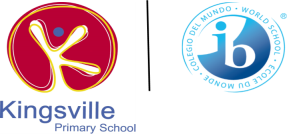 Kingsville
Primary School
COLEGIO DEL MUNDO · WORLD SCHOOL · ECOLE DU MONDE ·
ib
®